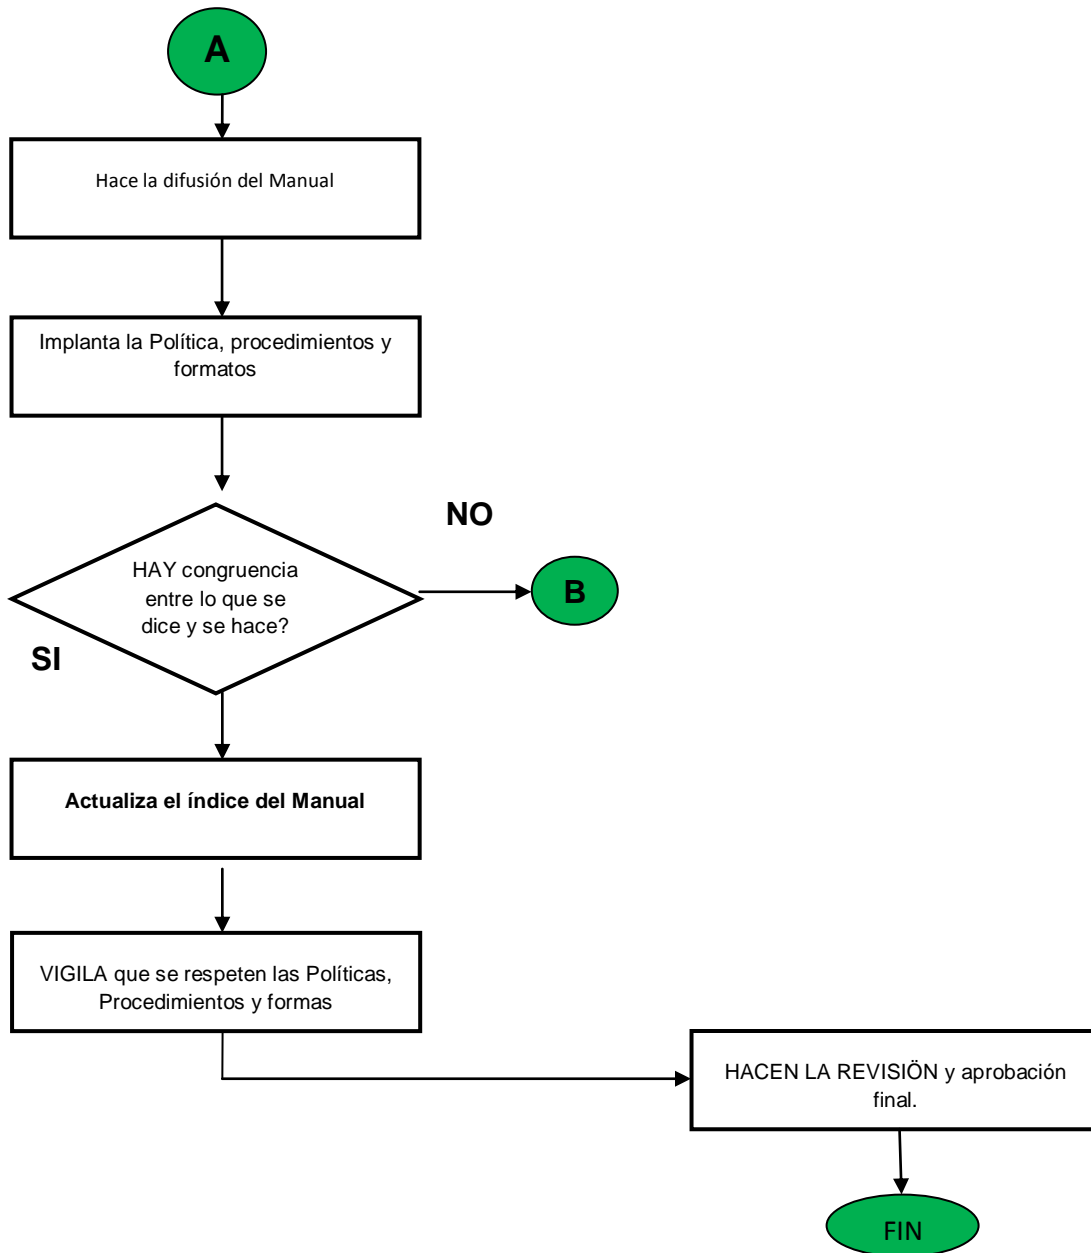 A
Hace la difusión del Manual
Implanta la Política, procedimientos y
formatos
NO
HAY congruencia
entre lo que se
dice y se hace?
B
SI
Actualiza el índice del Manual
VIGILA que se respeten las Políticas,
Procedimientos y formas
HACEN LA REVISIÖN y aprobación
final.
FIN